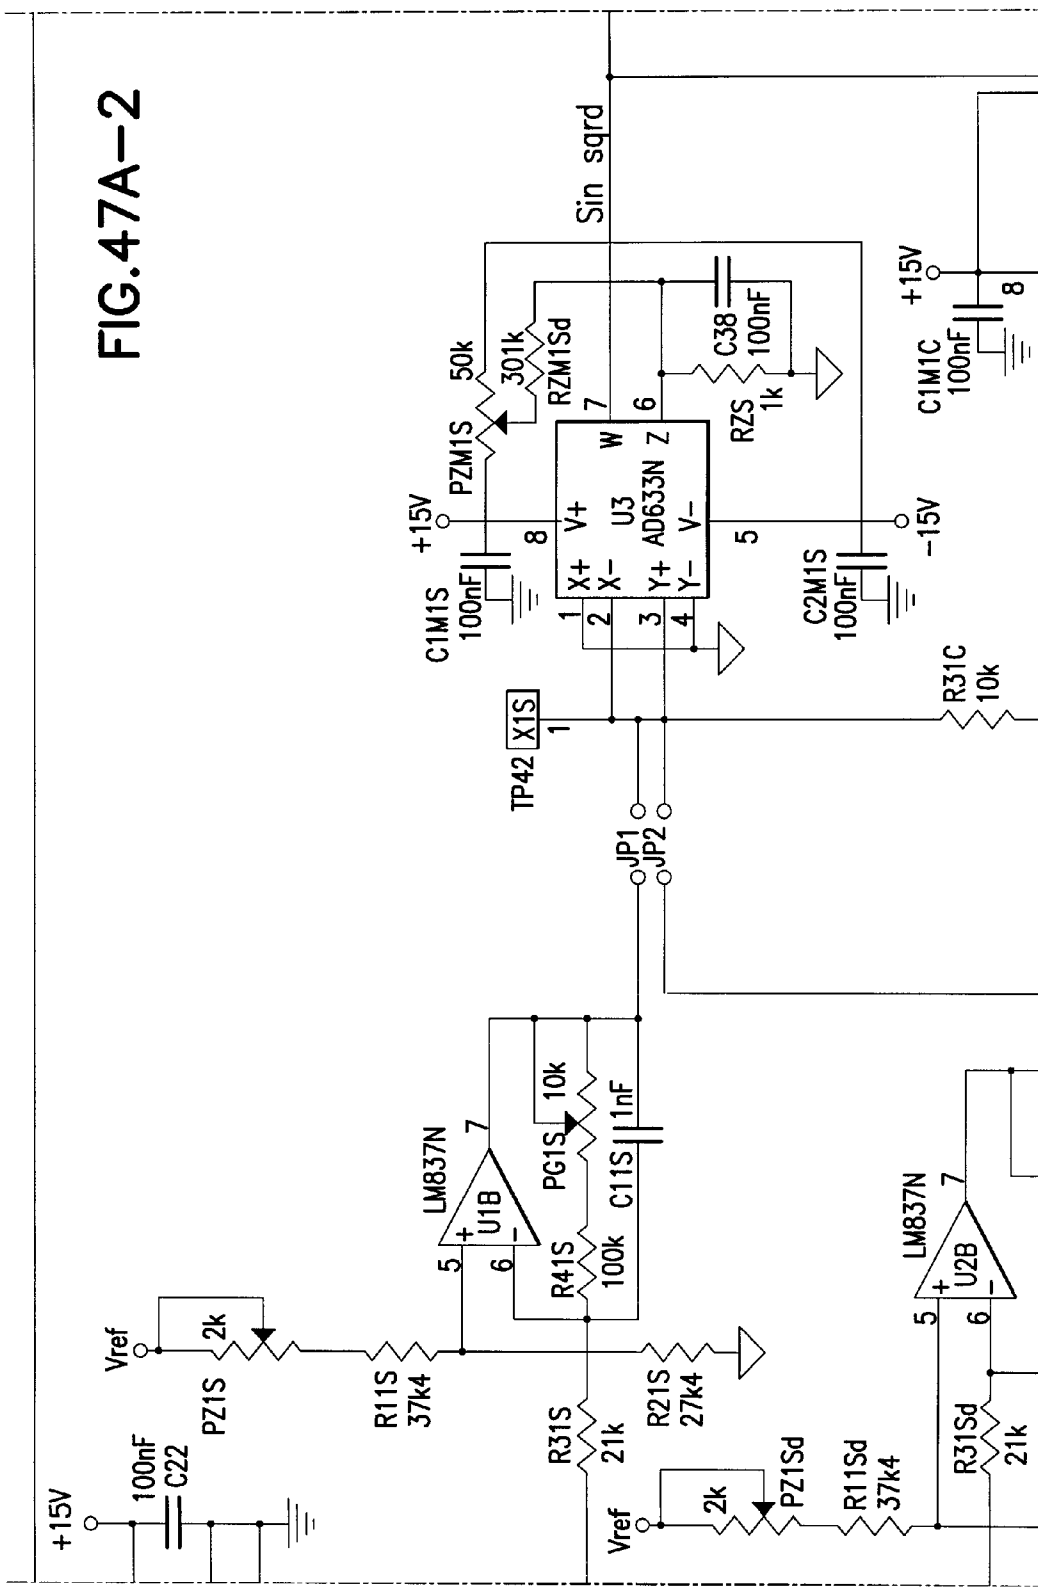 FIG.47A-2
Sin sqrd
50k
PZM1S
301k
RZM1Sd
+15V
C1M1S
100nF
8
V+
X+
X-
Y+
Y-
U3
AD633N
V-
W
Z
7
6
1
2
3
4
5
RZS
1k
C38
100nF
-15V
C2M1S
100nF
+15V
C1M1C
100nF
8
TP42
X1S
1
R31C
10k
JP1
JP2
LM837N
U1B
+
-
5
6
7
PG1S
10k
R41S
100k
C11S
1nF
Vref
PZ1S
2k
R11S
37k4
R21S
27k4
R31S
21k
+15V
100nF
C22
Vref
2k
PZ1Sd
R11Sd
37k4
R31Sd
21k
LM837N
U2B
+
-
5
6
7